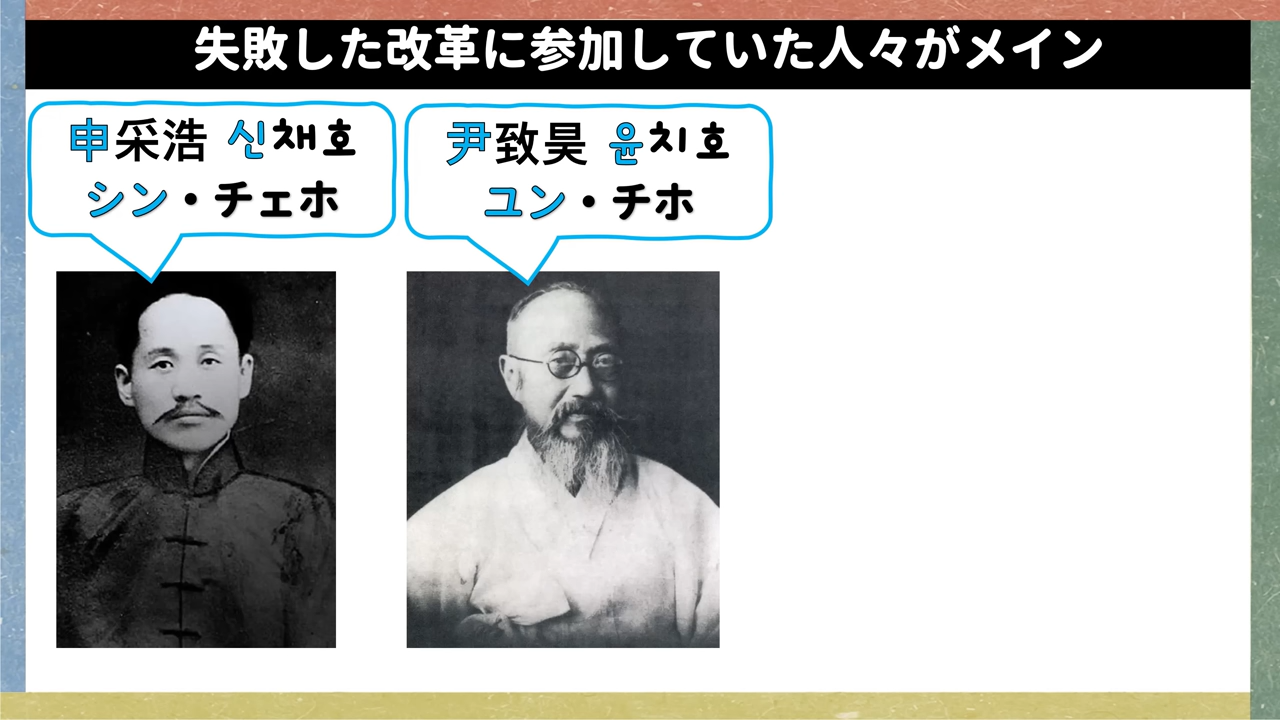 失敗した改革に参加していた人々がメイン
申采浩 신채호
シン・チェホ
尹致昊 윤치호
ユン・チホ